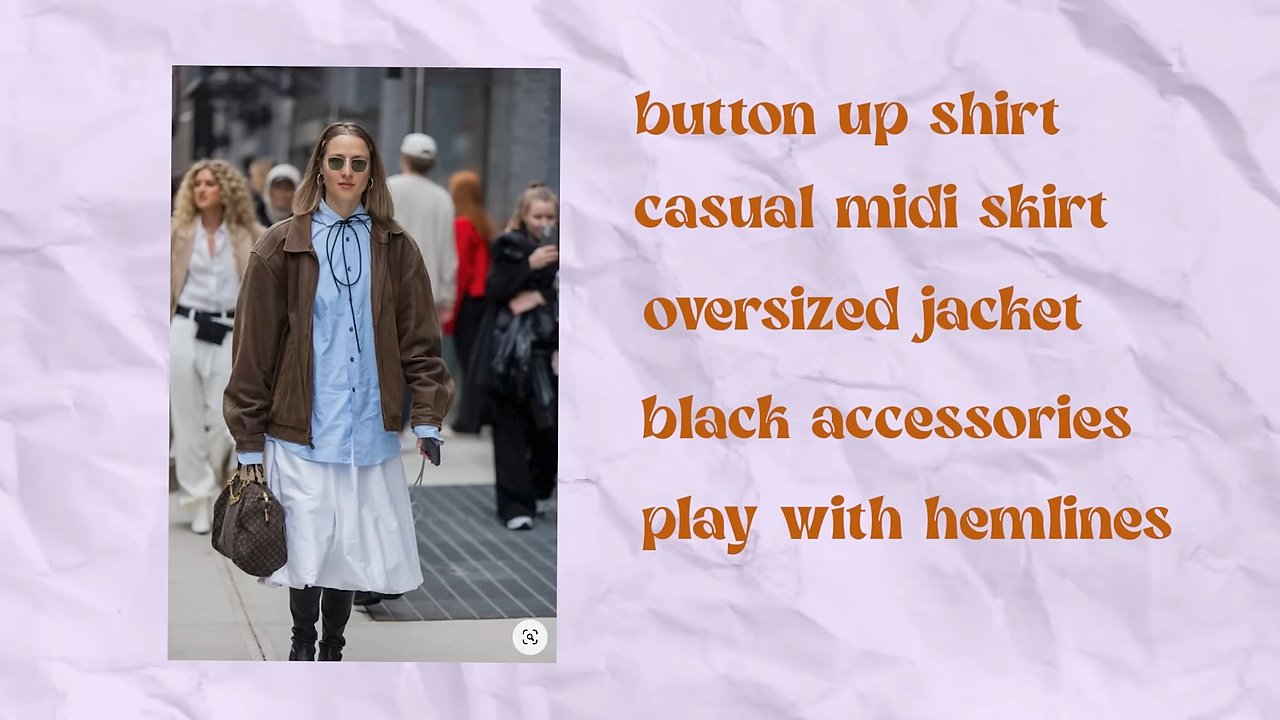 button up shirt
casual midi skirt
oversized jacket
black accessories
play with hemlines